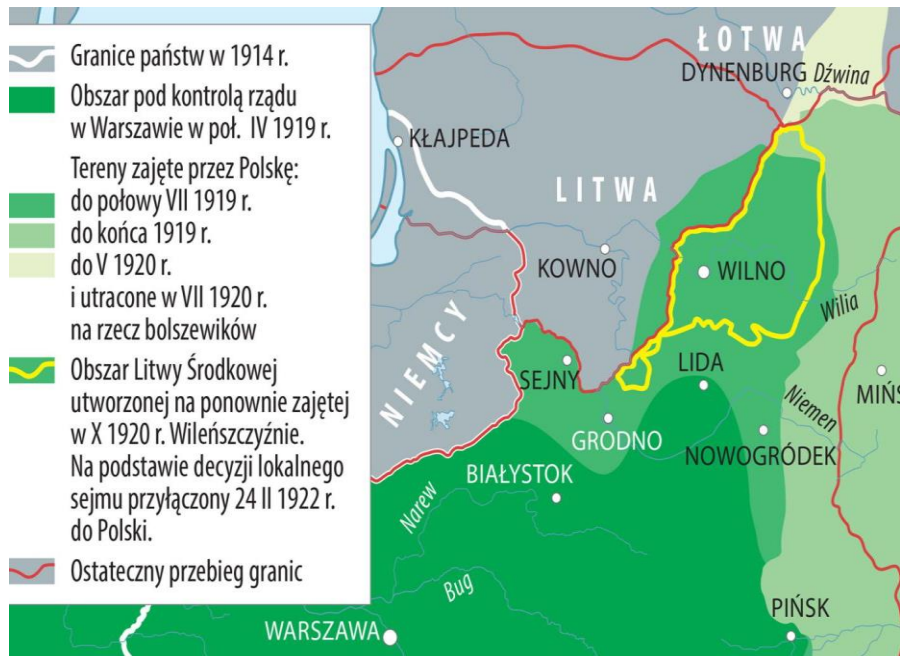 Granice państw w 1914 r.
Obszar pod kontrolą rządu
w Warszawie w poł. IV 1919 r.
Tereny zajęte przez Polskę:
do połowy VII 1919 r.
do końca 1919 r.
do V 1920 r.
i utracone w VII 1920 r.
na rzecz bolszewików
Obszar Litwy Środkowej
utworzonej na ponownie zajętej
w X 1920 r. Wileńszczyźnie.
Na podstawie decyzji lokalnego
sejmu przyłączony 24 II 1922 r.
do Polski.
Ostateczny przebieg granic
ŁOTWA
DYNENBURG
Dźwina
KŁAJPEDA
LITWA
KOWNO
WILNO
Wilia
NIEMCY
SEJNY
LIDA
MIŃS
Niemen
GRODNO
NOWOGRÓDEK
BIAŁYSTOK
Narew
Bug
PIŃSK
WARSZAWA